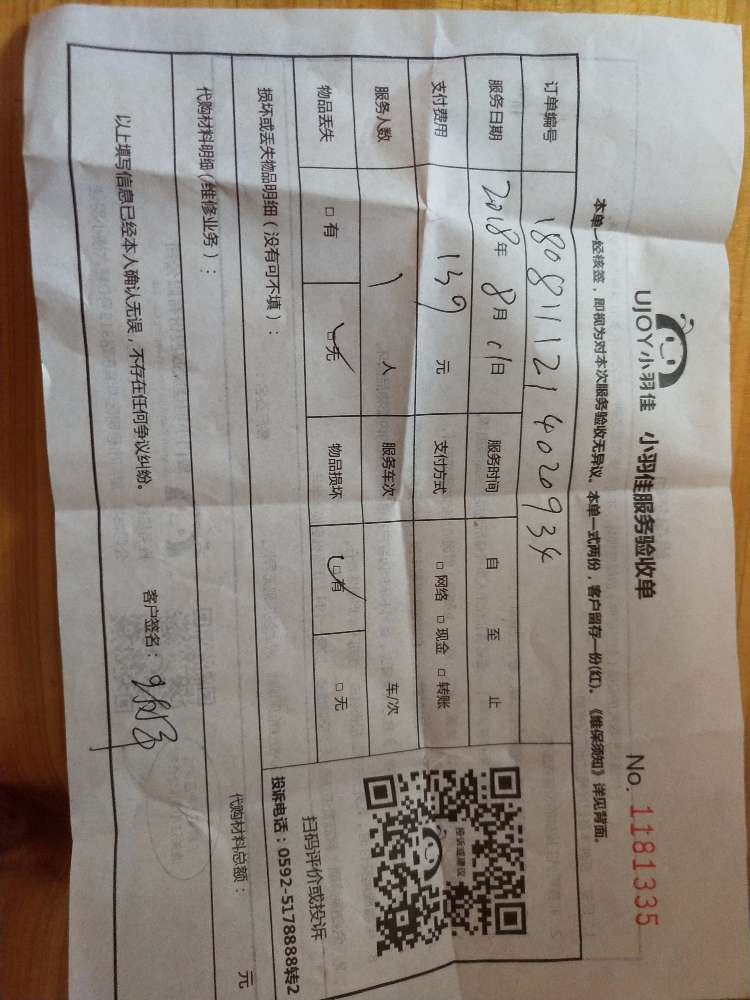 UJOY小羽佳 小羽佳服务验收单 No. 1181335
本单一经核签，即视为对本次服务验收无异议。本单一式两份，客户留存一份(红)。《维保须知》详见背面。
订单编号 1808111214020934
服务日期 2018年 8月 日 服务时间 自 至 止
支付费用 139 元 支付方式 □ 网络 □ 现金 □ 转账
服务人数 1 人 服务车次 车/次
物品丢失 □ 有 □ 无 物品损坏 □ 有 □ 无
投诉或建议
扫码评价或投诉
投诉电话：0592-5178888转2
损坏或丢失物品明细（没有可不填）：
代购材料明细（维修业务）： 代购材料总额： 元
以上填写信息已经本人确认无误，不存在任何争议纠纷。 客户签名：